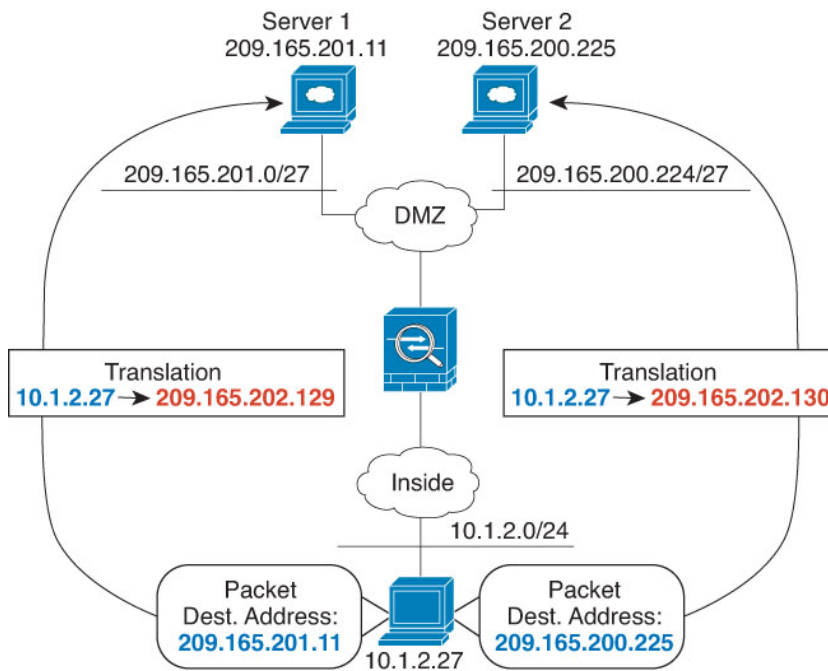 Server 1
209.165.201.11
Server 2
209.165.200.225
209.165.201.0/27
209.165.200.224/27
DMZ
Translation
10.1.2.27 → 209.165.202.129
Translation
10.1.2.27 → 209.165.202.130
Inside
10.1.2.0/24
Packet
Dest. Address:
209.165.201.11
Packet
Dest. Address:
209.165.200.225
10.1.2.27